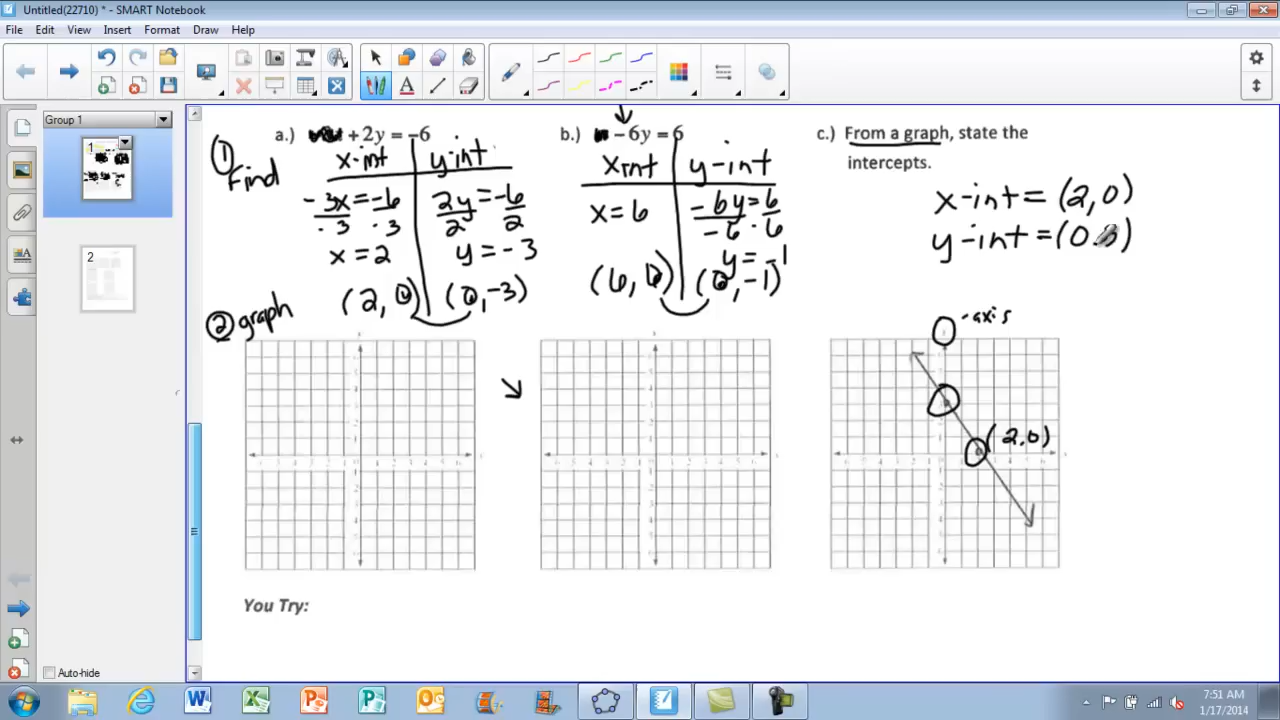 Untitled(22710) * - SMART Notebook
File Edit View Insert Format Draw Help
Group 1
1
2
Auto-hide
a.) + 2y = -6
① Find
x-int y-int
-3x = -6 2y = -6
-3 -3 2 2
x = 2 y = -3
(2, 0) (0, -3)
② graph
b.) - 6y = 6
x int y-int
x = 6 -6y = 6
-6 -6
y = -1
(6, 0) (0, -1)
c.) From a graph, state the
intercepts.
x-int = (2, 0)
y-int = (0.3)
-axis
(2,0)
You Try:
7:51 AM
1/17/2014